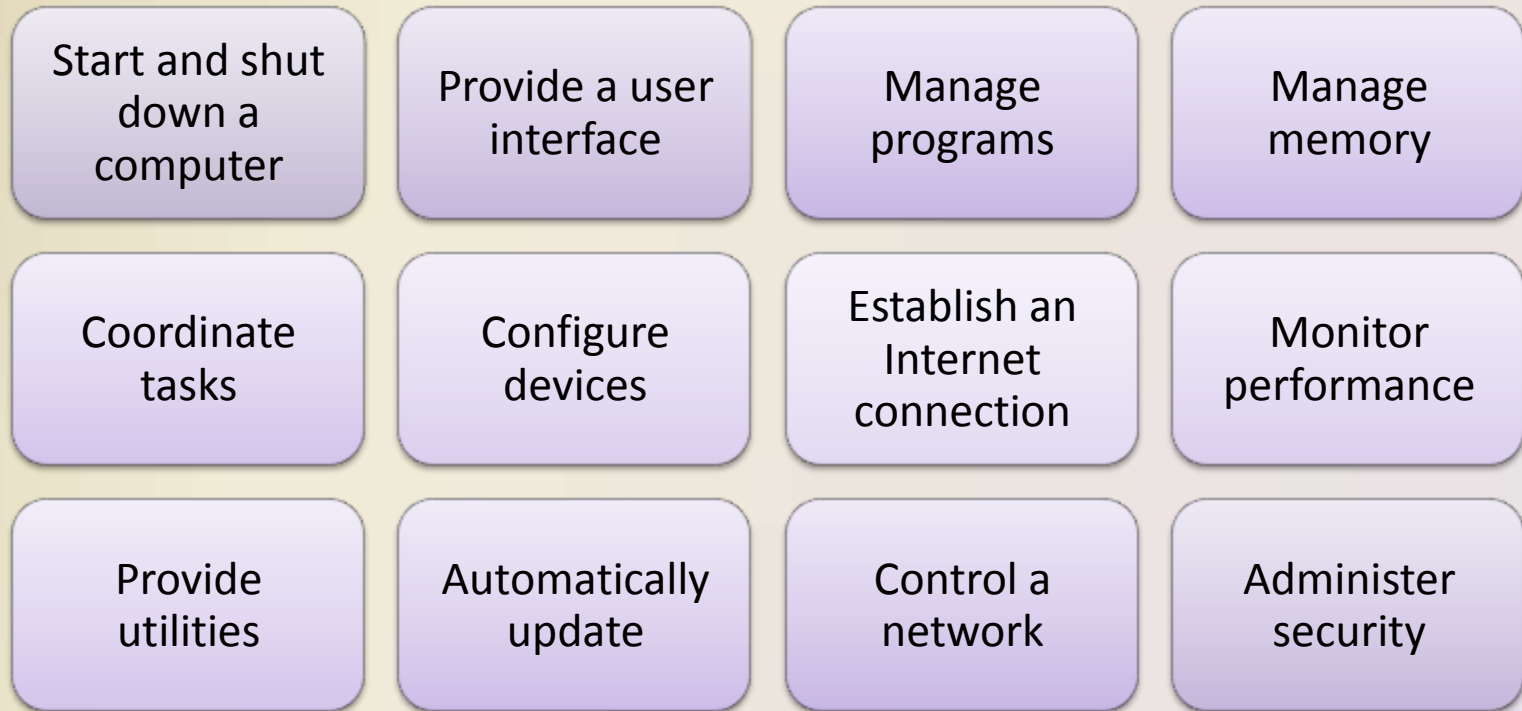 Start and shut
down a
computer
Provide a user
interface
Manage
programs
Manage
memory
Coordinate
tasks
Configure
devices
Establish an
Internet
connection
Monitor
performance
Provide
utilities
Automatically
update
Control a
network
Administer
security